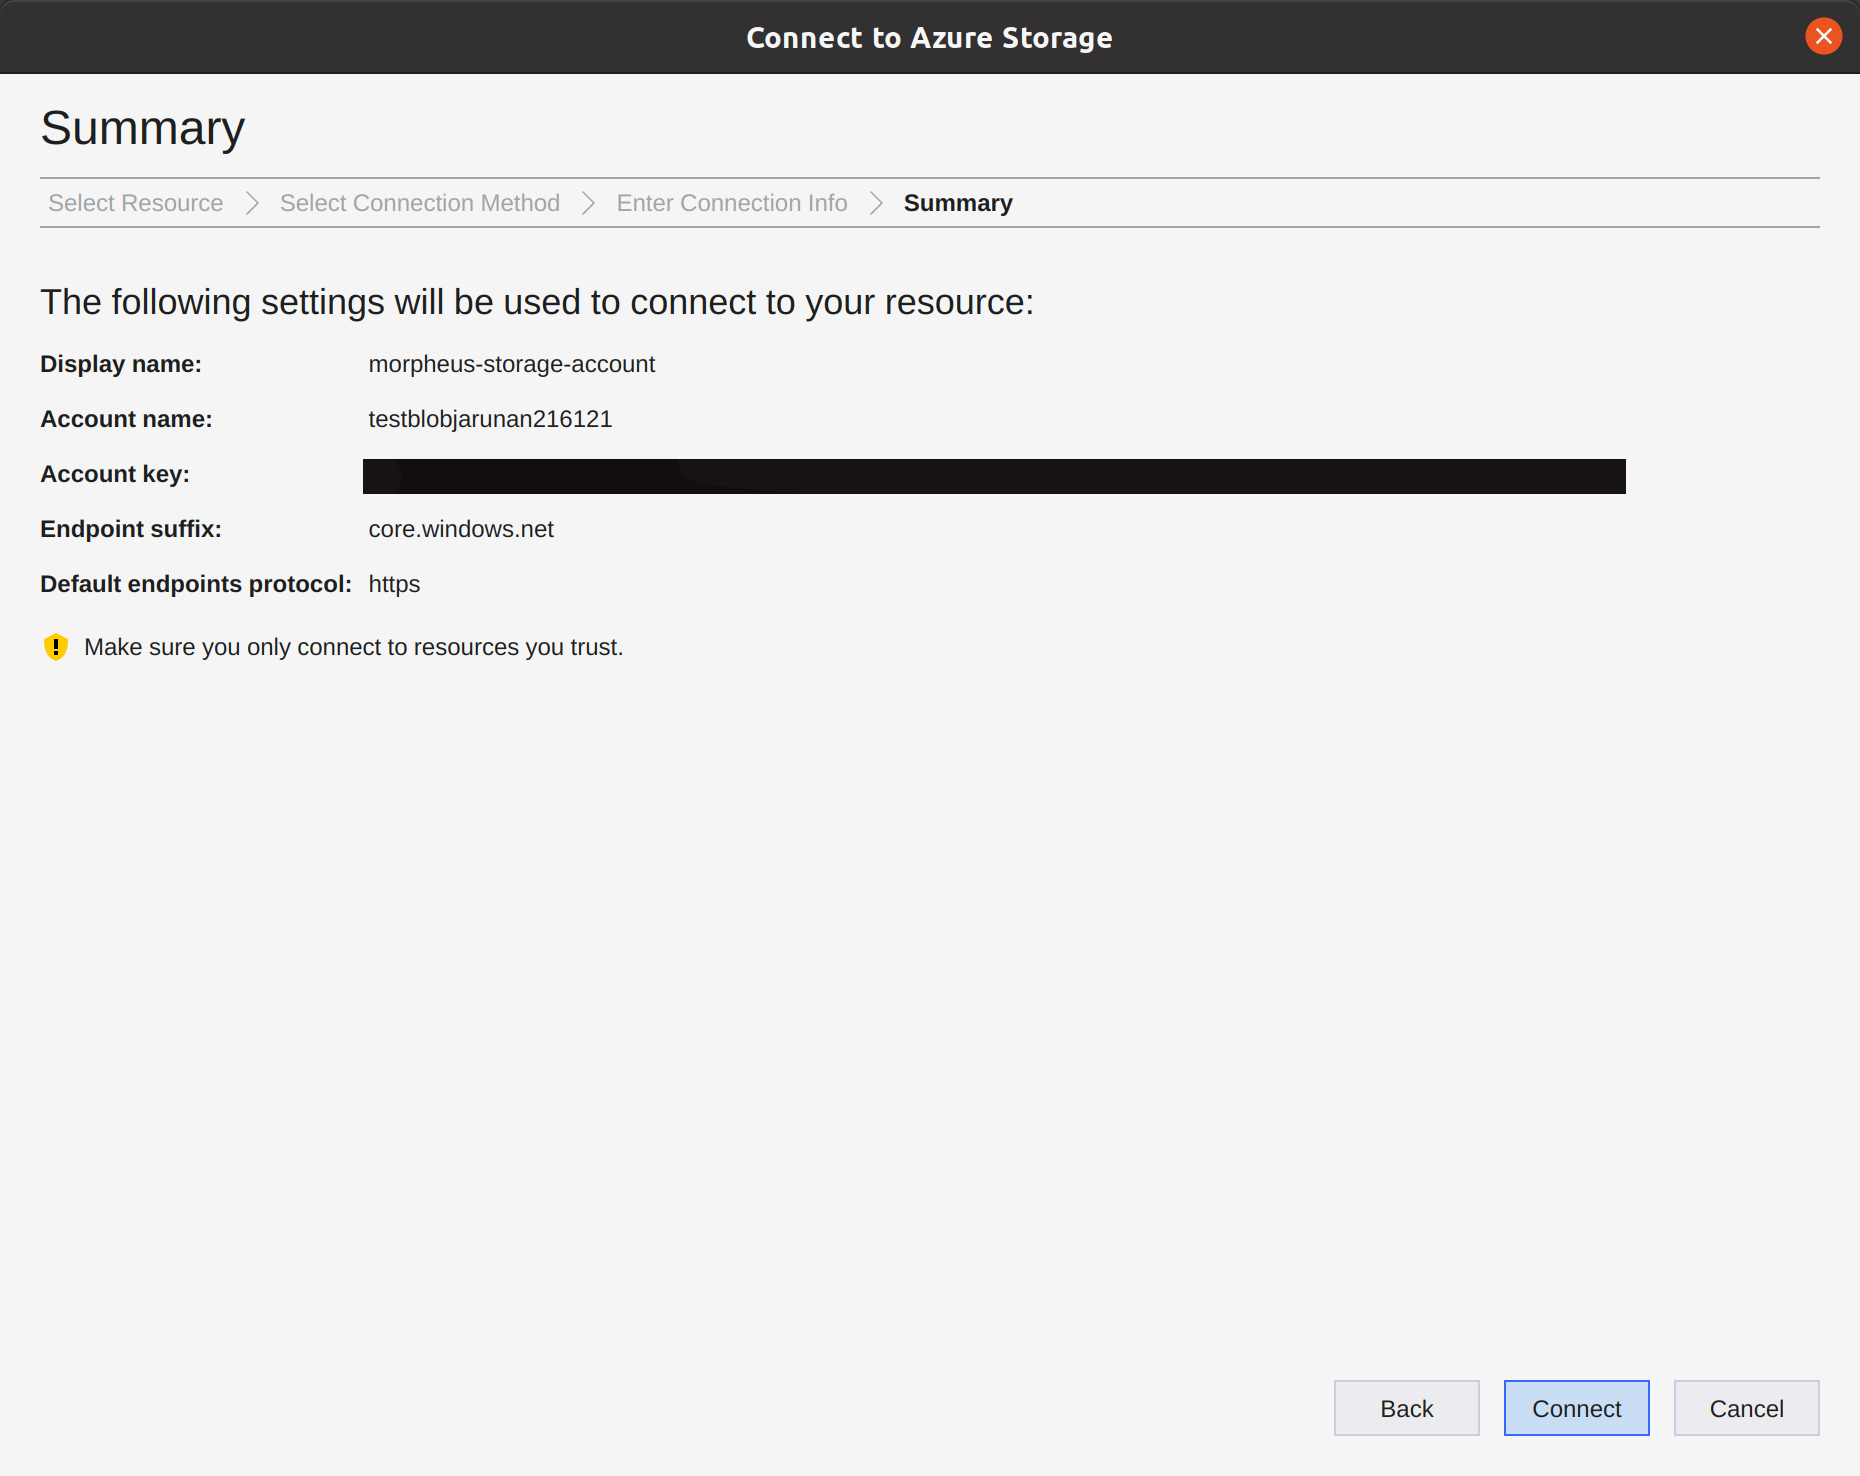 Connect to Azure Storage
Summary
Select Resource
Select Connection Method
Enter Connection Info
Summary
The following settings will be used to connect to your resource:
Display name: morpheus-storage-account
Account name: testblobjarunan216121
Account key:
Endpoint suffix: core.windows.net
Default endpoints protocol: https
Make sure you only connect to resources you trust.
Back
Connect
Cancel